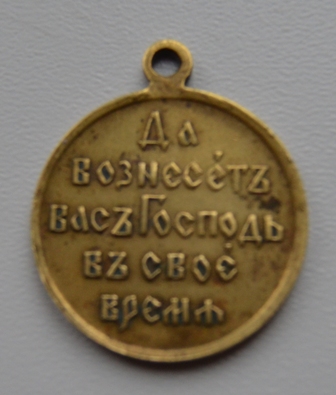 Да
вознесетъ
васъ Господь
въ свое
время